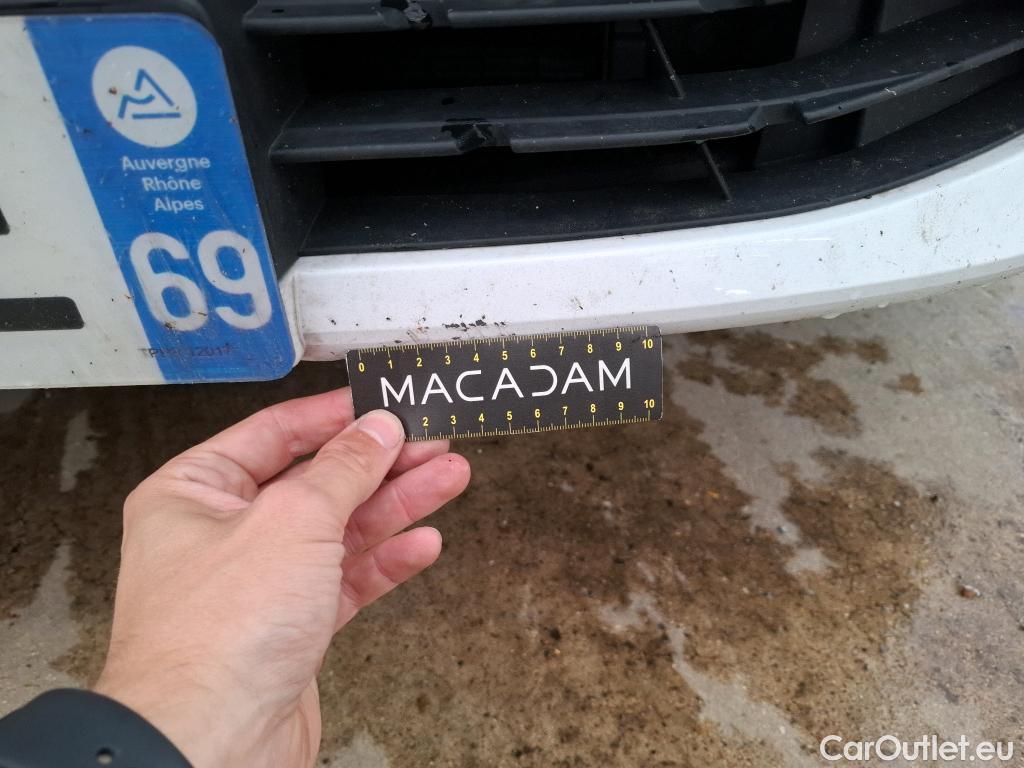 Auvergne
Rhône
Alpes
69
0 1 2 3 4 5 6 7 8 9 10
MACADAM
2 3 4 5 6 7 8 9 10
CarOutlet.eu